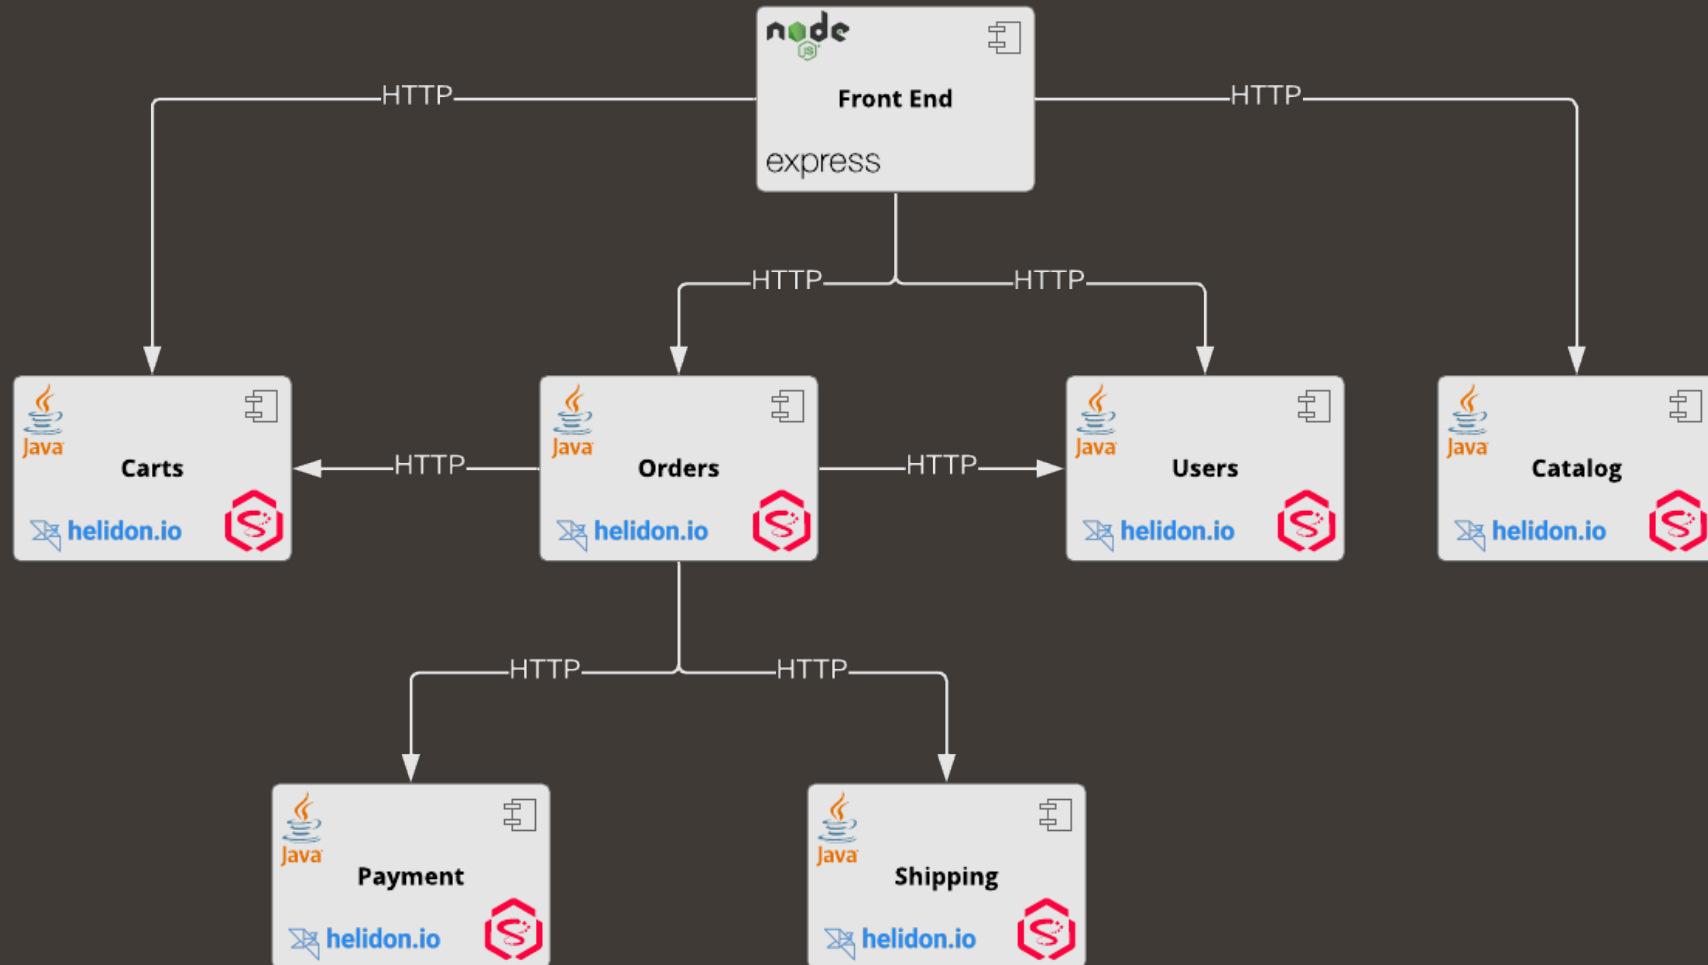 node
JS
Front End
express
HTTP
HTTP
HTTP
HTTP
Java
Carts
helidon.io
HTTP
Java
Orders
helidon.io
HTTP
Java
Users
helidon.io
Java
Catalog
helidon.io
HTTP
HTTP
Java
Payment
helidon.io
Java
Shipping
helidon.io